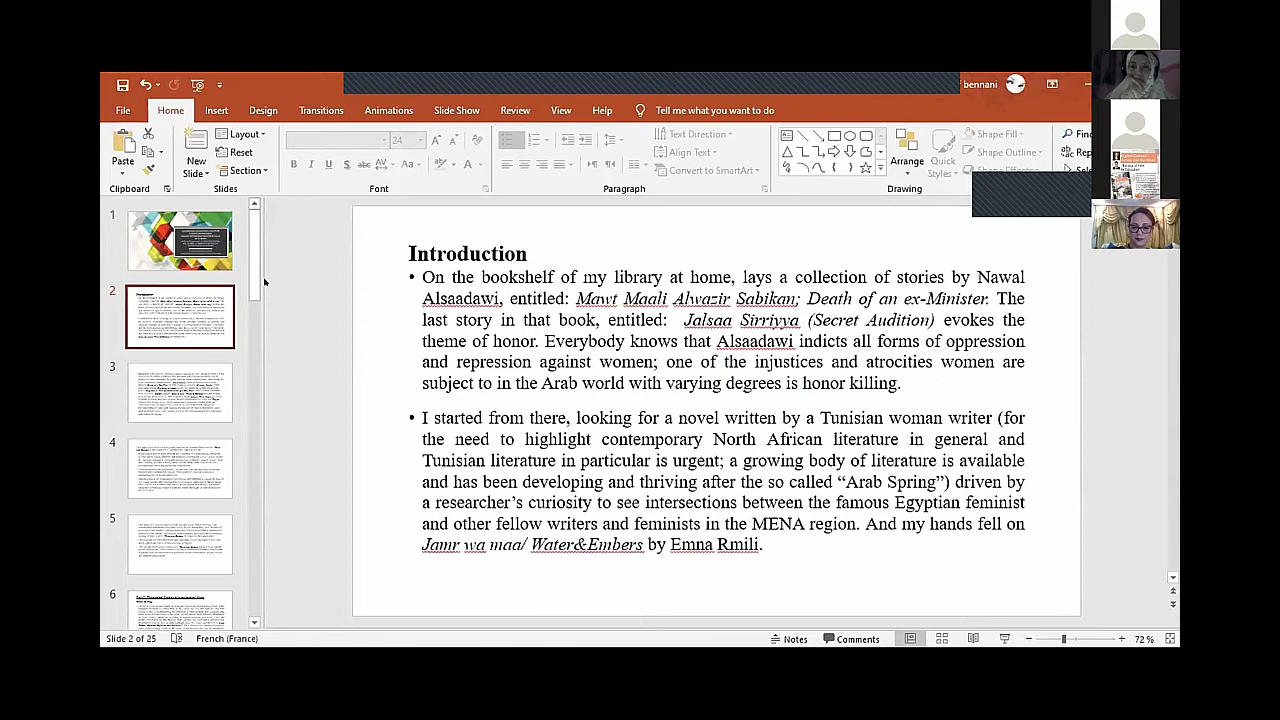 bennani
File Home Insert Design Transitions Animations Slide Show Review View Help Tell me what you want to do
Paste
New Slide
Layout
Reset
Section
24
Text Direction
Align Text
Convert to SmartArt
Arrange
Quick Styles
Shape Fill
Shape Outline
Clipboard Slides Font Paragraph Drawing
1
2
3
4
5
6
Introduction
• On the bookshelf of my library at home, lays a collection of stories by Nawal
Alsaadawi, entitled: Mawt Maali Alwazir Sabikan; Death of an ex-Minister. The
last story in that book entitled: Jalsaa Sirriyya (Secret Session) evokes the
theme of honor. Everybody knows that Alsaadawi indicts all forms of oppression
and repression against women; one of the injustices and atrocities women are
subject to in the Arab world with varying degrees is honor killing.
• I started from there, looking for a novel written by a Tunisian woman writer (for
the need to highlight contemporary North African literature in general and
Tunisian literature in particular is urgent; a growing body of literature is available
and has been developing and thriving after the so called “Arab Spring”) driven by
a researcher’s curiosity to see intersections between the famous Egyptian feminist
and other fellow writers and feminists in the MENA region. And my hands fell on
Jamr wa maa/ Water&Embers by Emna Rmili.
Slide 2 of 25 French (France) Notes Comments 72 %